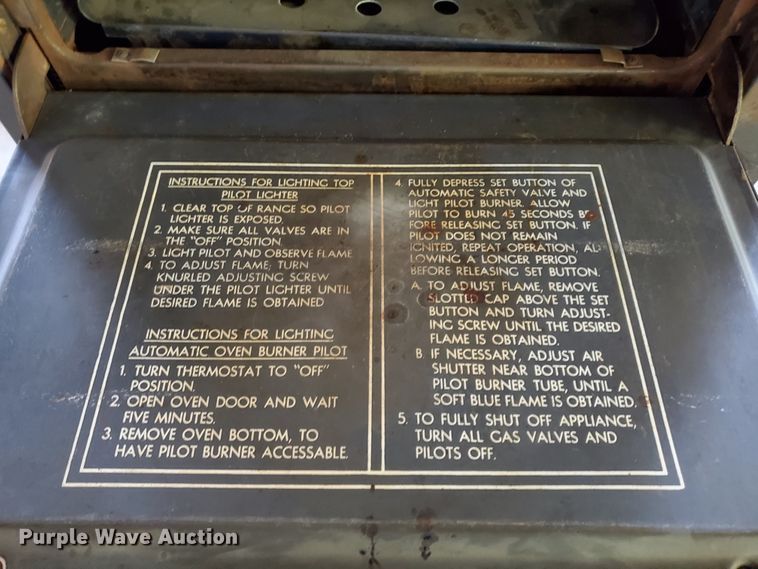 INSTRUCTIONS FOR LIGHTING TOP
PILOT LIGHTER
1. CLEAR TOP OF RANGE SO PILOT
LIGHTER IS EXPOSED
2. MAKE SURE ALL VALVES ARE IN
THE "OFF" POSITION.
3. LIGHT PILOT AND OBSERVE FLAME
4. TO ADJUST FLAME; TURN
KNURLED ADJUSTING SCREW
UNDER THE PILOT LIGHTER UNTIL
DESIRED FLAME IS OBTAINED
INSTRUCTIONS FOR LIGHTING
AUTOMATIC OVEN BURNER PILOT
1. TURN THERMOSTAT TO "OFF"
POSITION.
2. OPEN OVEN DOOR AND WAIT
FIVE MINUTES.
3. REMOVE OVEN BOTTOM, TO
HAVE PILOT BURNER ACCESSABLE.
4. FULLY DEPRESS SET BUTTON OF
AUTOMATIC SAFETY VALVE AND
LIGHT PILOT BURNER. ALLOW
PILOT TO BURN 45 SECONDS BE-
FORE RELEASING SET BUTTON. IF
PILOT DOES NOT REMAIN
IGNITED, REPEAT OPERATION, AL-
LOWING A LONGER PERIOD
BEFORE RELEASING SET BUTTON.
A. TO ADJUST FLAME, REMOVE
SLOTTED CAP ABOVE THE SET
BUTTON AND TURN ADJUST-
ING SCREW UNTIL THE DESIRED
FLAME IS OBTAINED.
B. IF NECESSARY, ADJUST AIR
SHUTTER NEAR BOTTOM OF
PILOT BURNER TUBE, UNTIL A
SOFT BLUE FLAME IS OBTAINED.
5. TO FULLY SHUT OFF APPLIANCE,
TURN ALL GAS VALVES AND
PILOTS OFF.
Purple Wave Auction